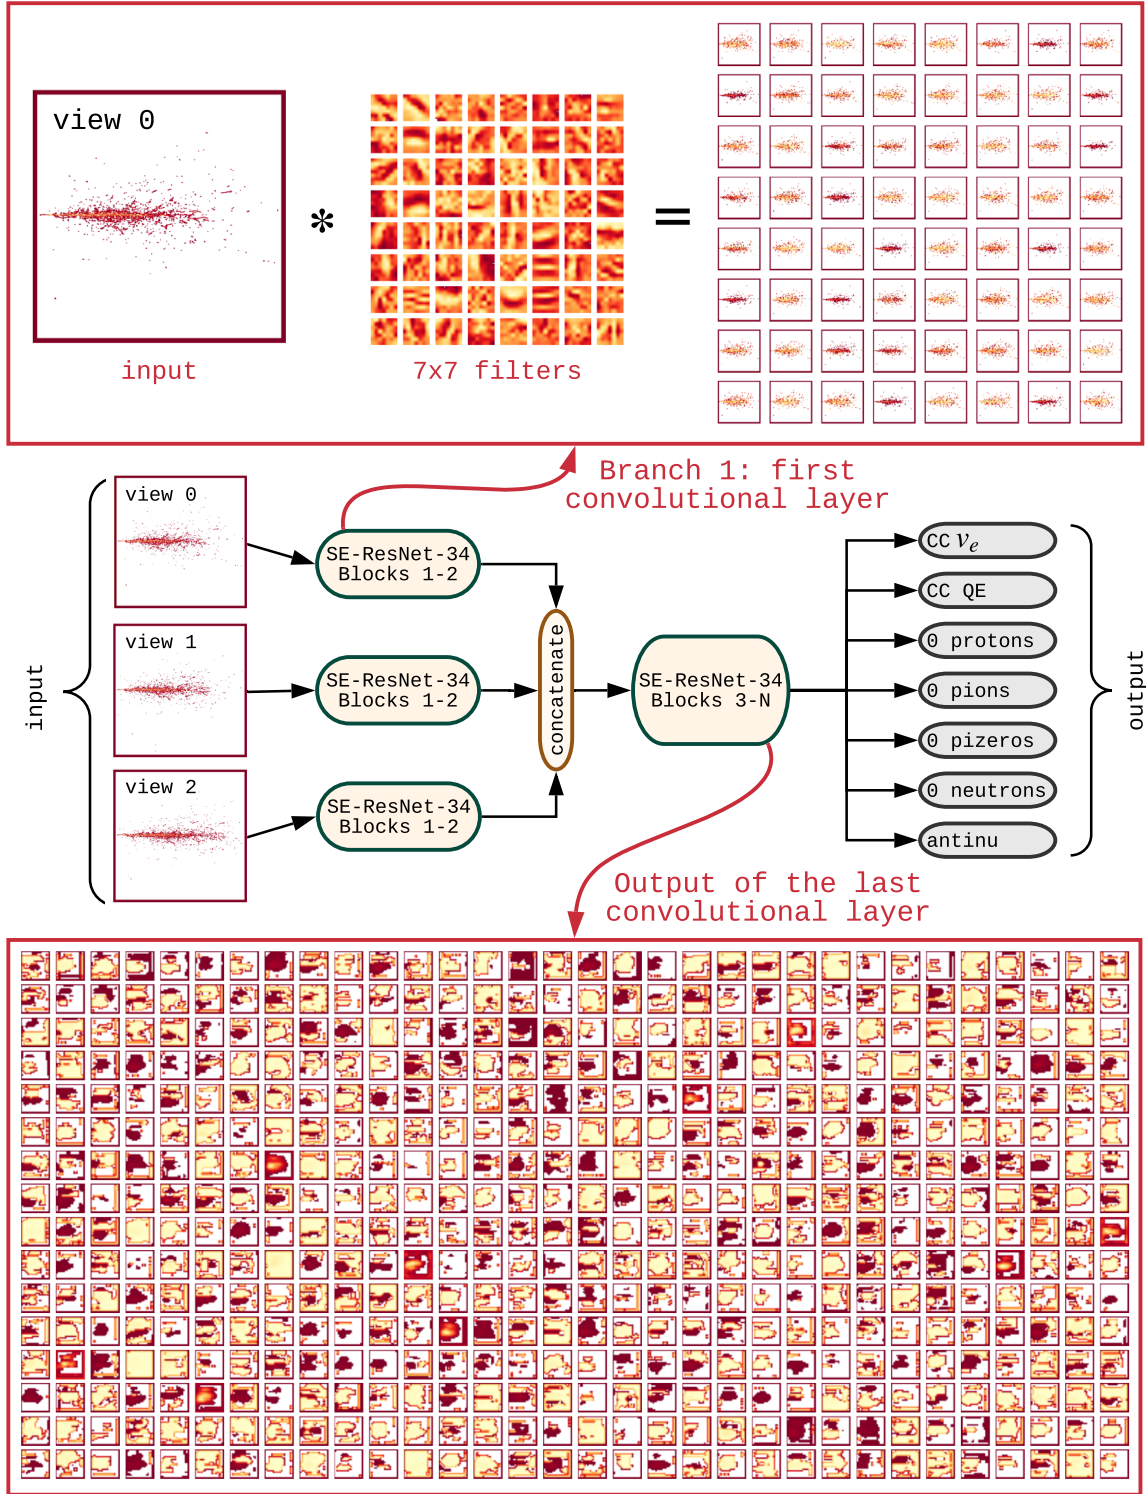 view 0
*
=
input
7x7 filters
Branch 1: first
convolutional layer
input
view 0
view 1
view 2
SE-ResNet-34
Blocks 1-2
SE-ResNet-34
Blocks 1-2
SE-ResNet-34
Blocks 1-2
concatenate
SE-ResNet-34
Blocks 3-N
CC νe
CC QE
0 protons
0 pions
0 pizeros
0 neutrons
antinu
output
Output of the last
convolutional layer